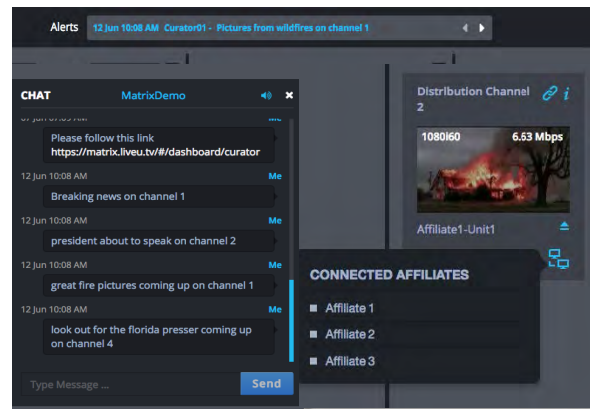 Alerts 12 Jun 10:08 AM Curator01 - Pictures from wildfires on channel 1
CHAT MatrixDemo
07 Jun 07:05 AM Me
Please follow this link
https://matrix.liveu.tv/#/dashboard/curator
12 Jun 10:08 AM Me
Breaking news on channel 1
12 Jun 10:08 AM Me
president about to speak on channel 2
12 Jun 10:08 AM Me
great fire pictures coming up on channel 1
12 Jun 10:08 AM Me
look out for the florida presser coming up
on channel 4
Type Message ... Send
Distribution Channel
2
1080i60 6.63 Mbps
Affiliate1-Unit1
CONNECTED AFFILIATES
Affiliate 1
Affiliate 2
Affiliate 3